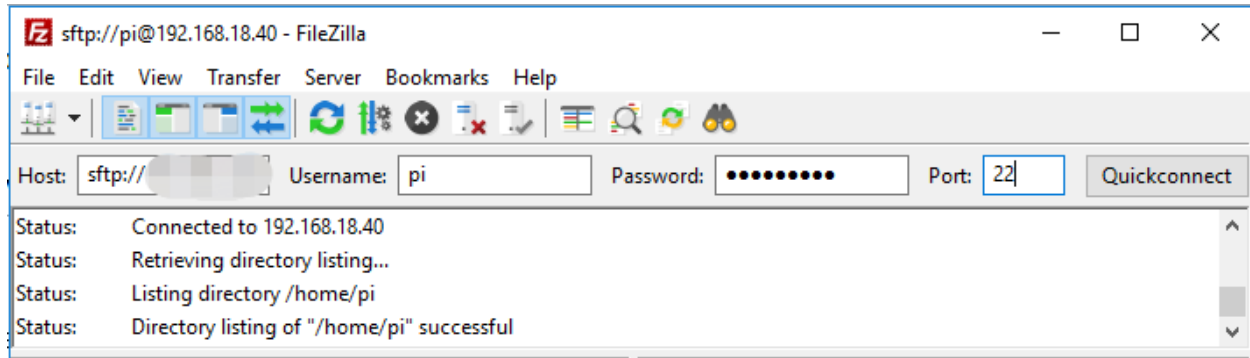 sftp://pi@192.168.18.40 - FileZilla
File Edit View Transfer Server Bookmarks Help
Host: sftp:// Username: pi Password: ●●●●●●●●● Port: 22 Quickconnect
Status: Connected to 192.168.18.40
Status: Retrieving directory listing...
Status: Listing directory /home/pi
Status: Directory listing of "/home/pi" successful